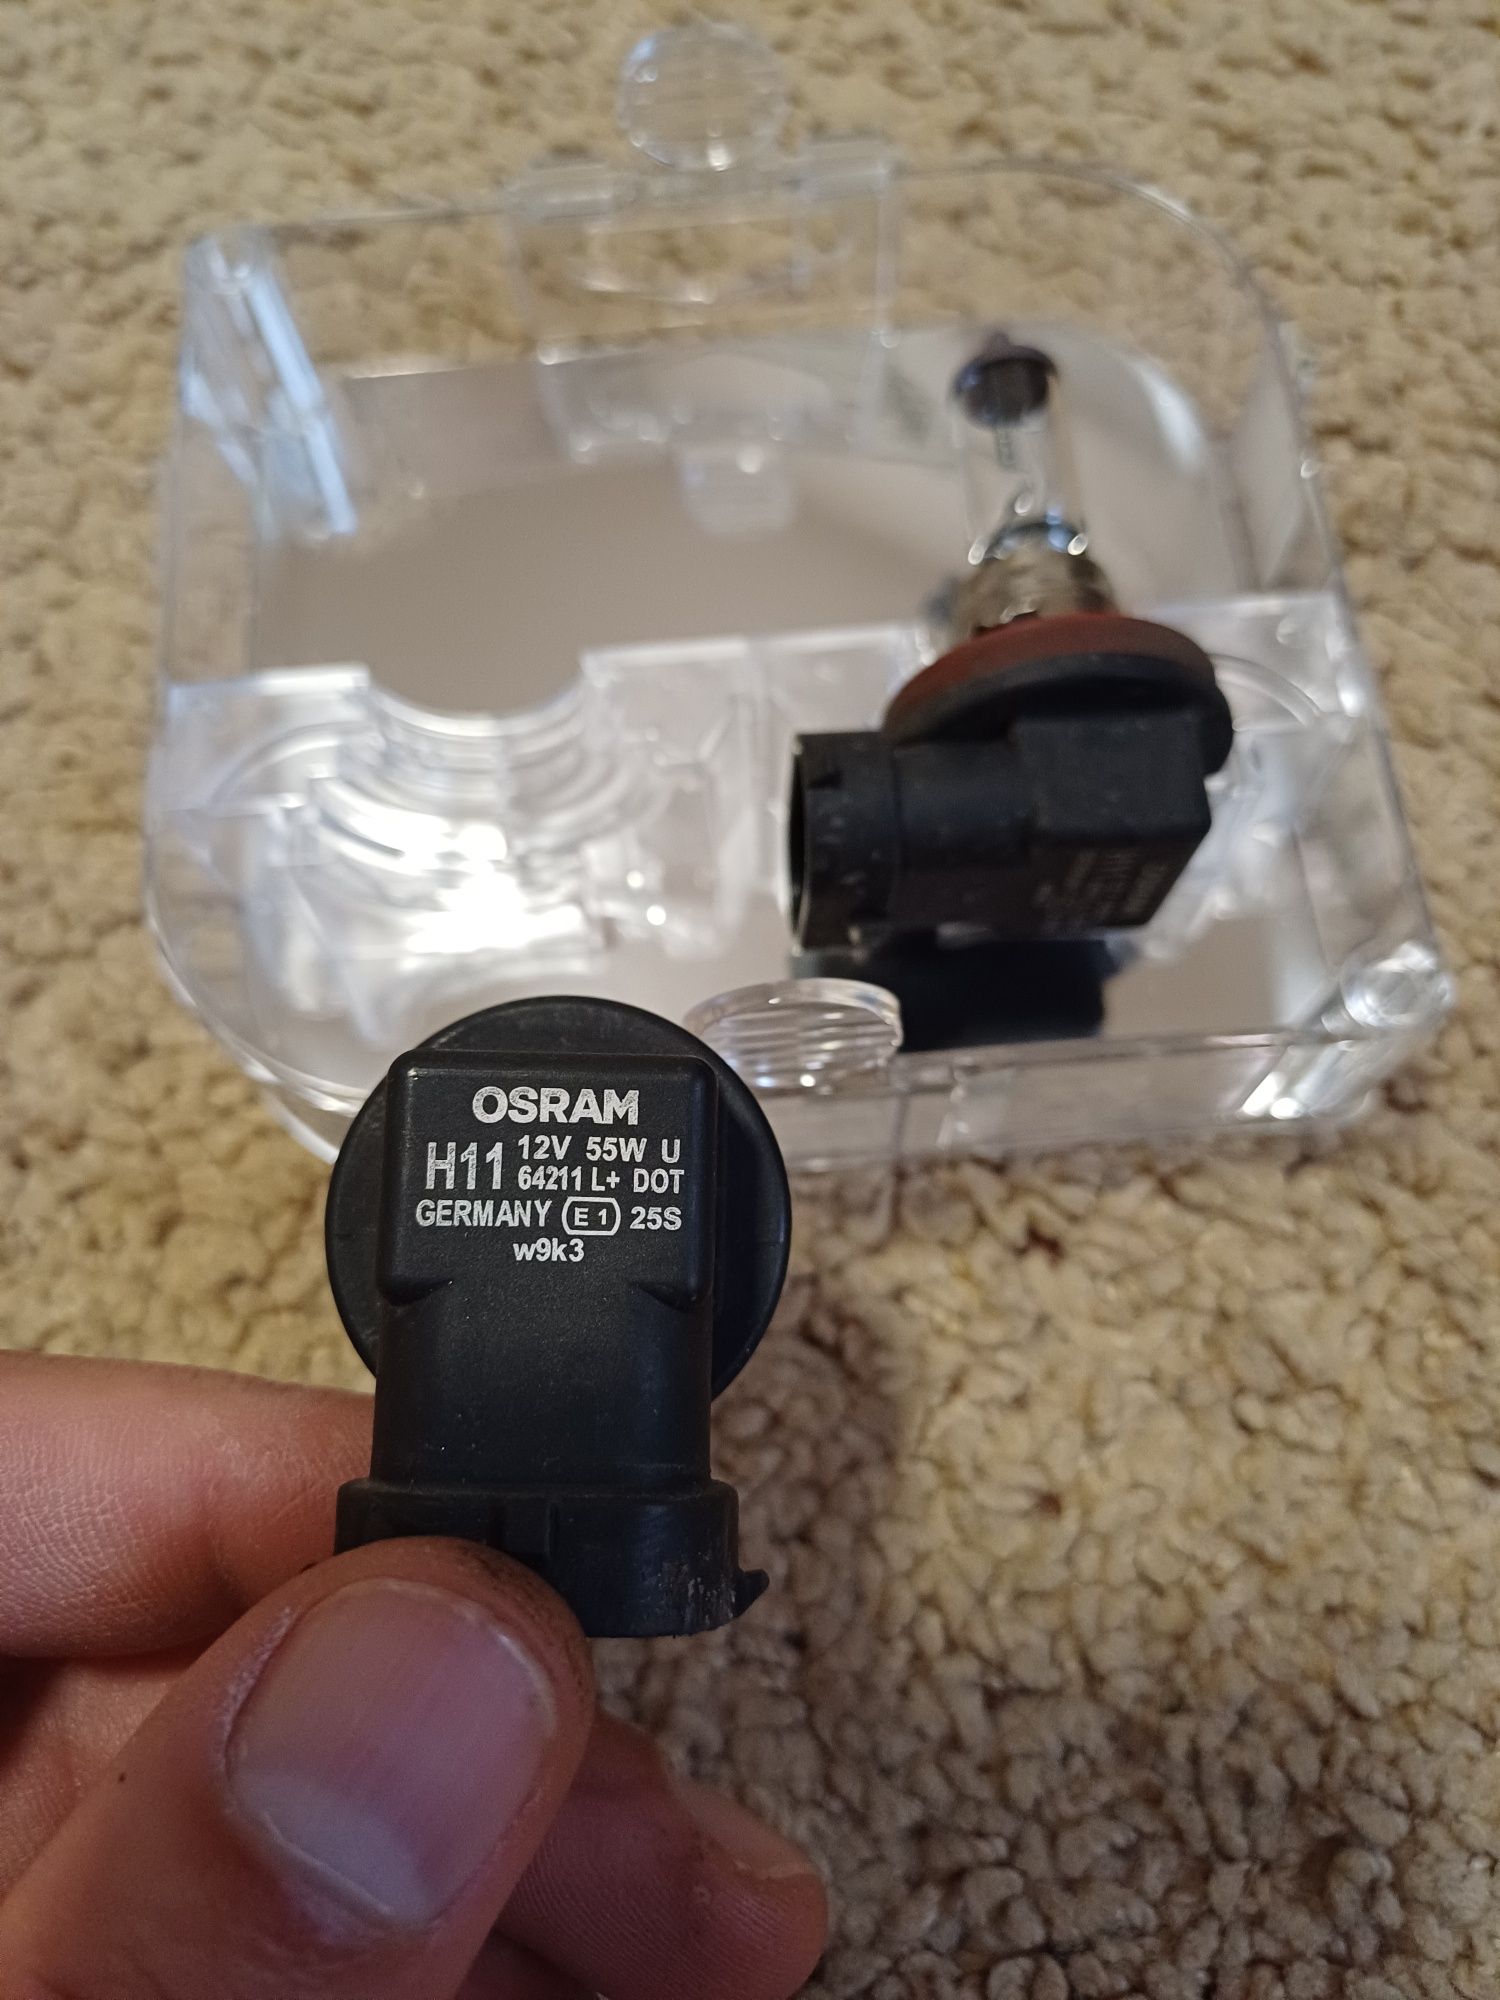 OSRAM
H11 12V 55W U
64211 L+ DOT
GERMANY E1 25S
w9k3